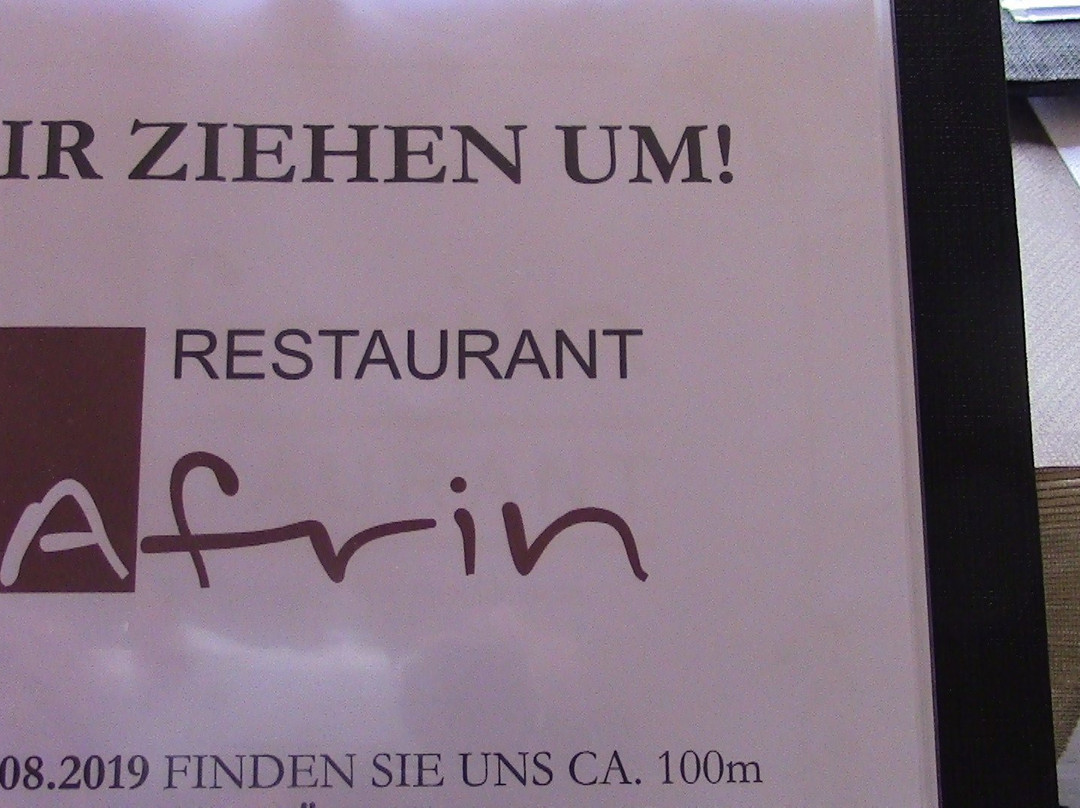 IR ZIEHEN UM!
RESTAURANT
Afrin
08.2019 FINDEN SIE UNS CA. 100m